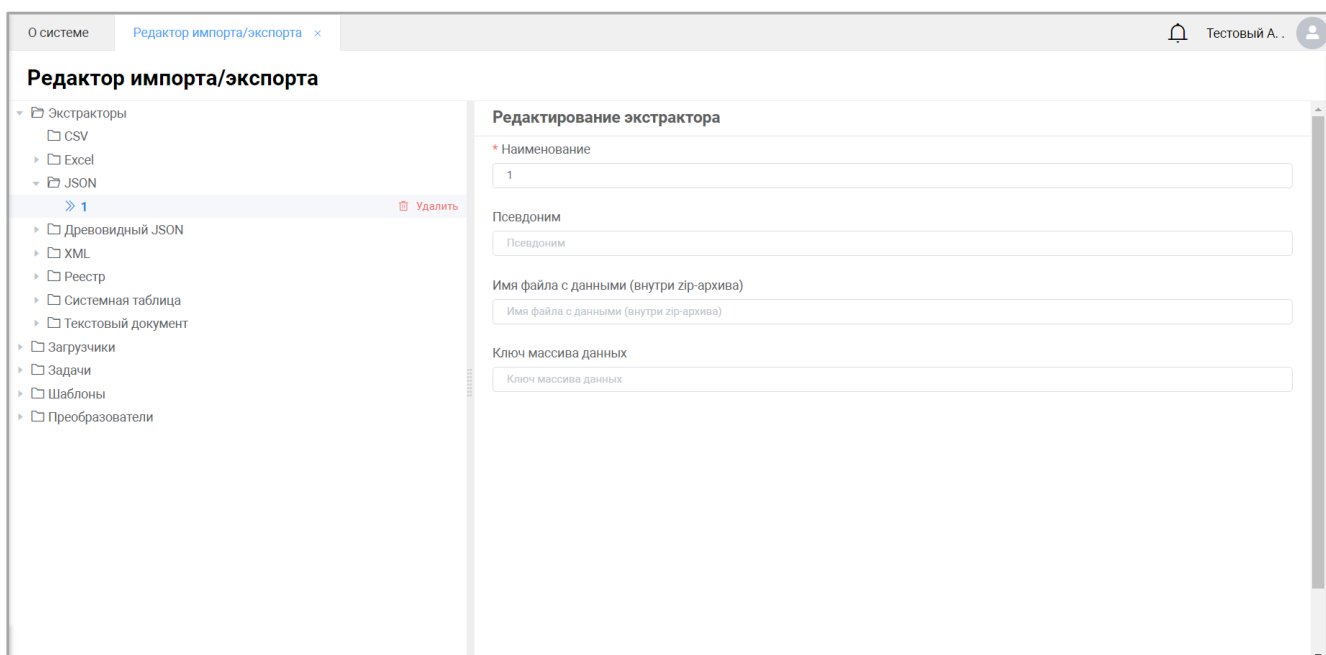 О системе
Редактор импорта/экспорта ×
Тестовый А. .
Редактор импорта/экспорта
Экстракторы
CSV
Excel
JSON
1
Удалить
Древовидный JSON
XML
Реестр
Системная таблица
Текстовый документ
Загрузчики
Задачи
Шаблоны
Преобразователи
Редактирование экстрактора
* Наименование
1
Псевдоним
Псевдоним
Имя файла с данными (внутри zip-архива)
Имя файла с данными (внутри zip-архива)
Ключ массива данных
Ключ массива данных